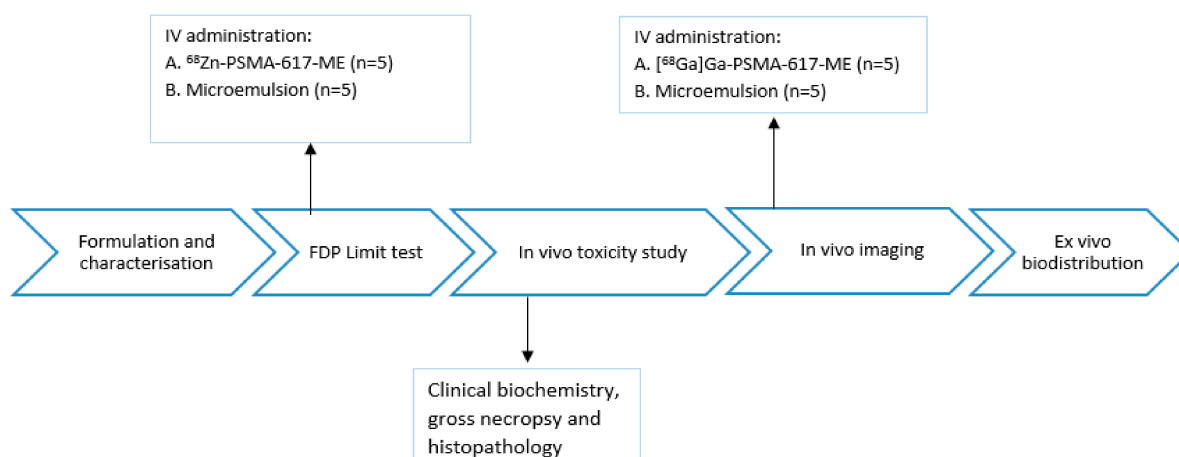 IV administration:
A. ⁶⁸Zn-PSMA-617-ME (n=5)
B. Microemulsion (n=5)
IV administration:
A. [⁶⁸Ga]Ga-PSMA-617-ME (n=5)
B. Microemulsion (n=5)
Formulation and
characterisation
FDP Limit test
In vivo toxicity study
In vivo imaging
Ex vivo
biodistribution
Clinical biochemistry,
gross necropsy and
histopathology